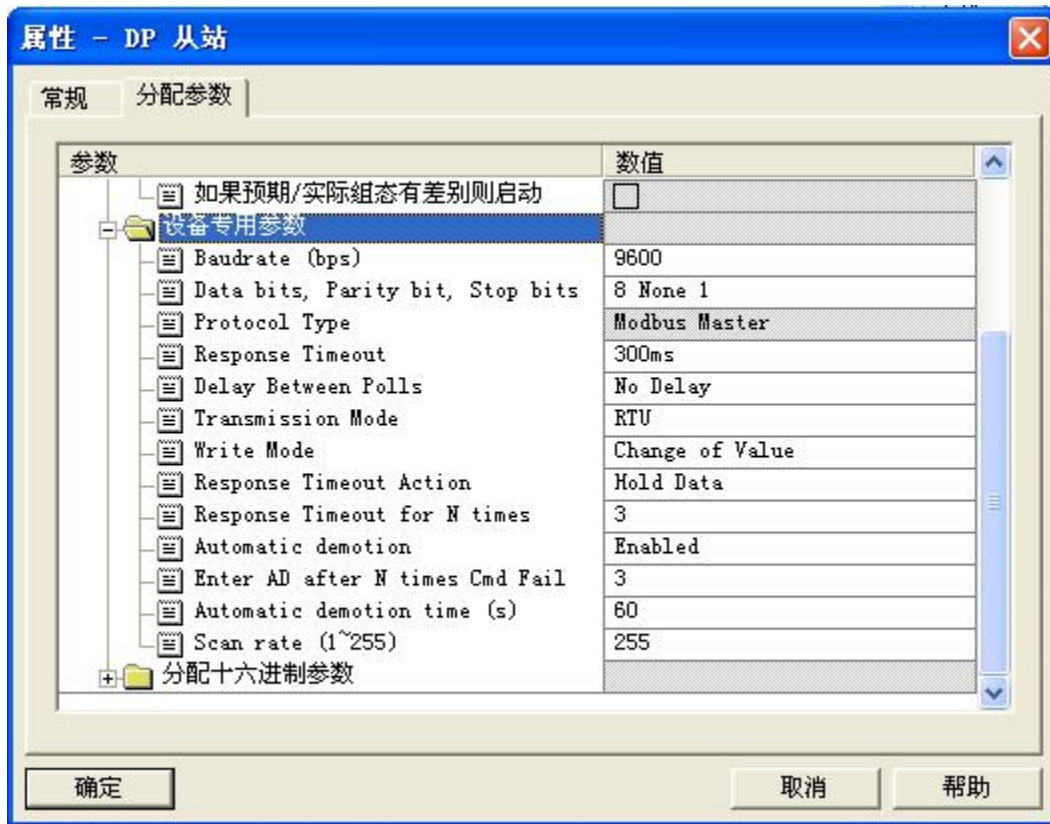 属性 - DP 从站
常规 分配参数
参数 数值
如果预期/实际组态有差别则启动
设备专用参数
Baudrate (bps) 9600
Data bits, Parity bit, Stop bits 8 None 1
Protocol Type Modbus Master
Response Timeout 300ms
Delay Between Polls No Delay
Transmission Mode RTU
Write Mode Change of Value
Response Timeout Action Hold Data
Response Timeout for N times 3
Automatic demotion Enabled
Enter AD after N times Cmd Fail 3
Automatic demotion time (s) 60
Scan rate (1~255) 255
分配十六进制参数
确定 取消 帮助